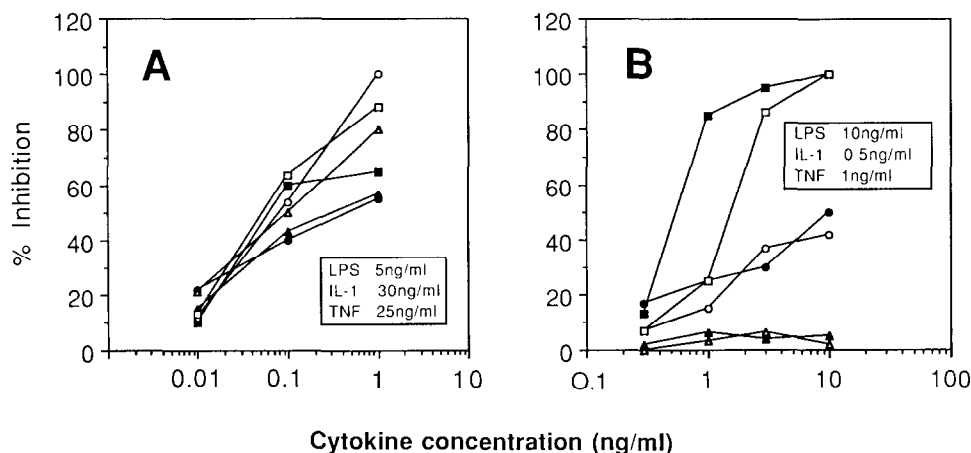 A
B
% Inhibition
120
100
80
60
40
20
0
0.01
0.1
1
10
LPS 5ng/ml
IL-1 30ng/ml
TNF 25ng/ml
120
100
80
60
40
20
0
O.1
1
10
100
LPS 10ng/ml
IL-1 0 5ng/ml
TNF 1ng/ml
Cytokine concentration (ng/ml)